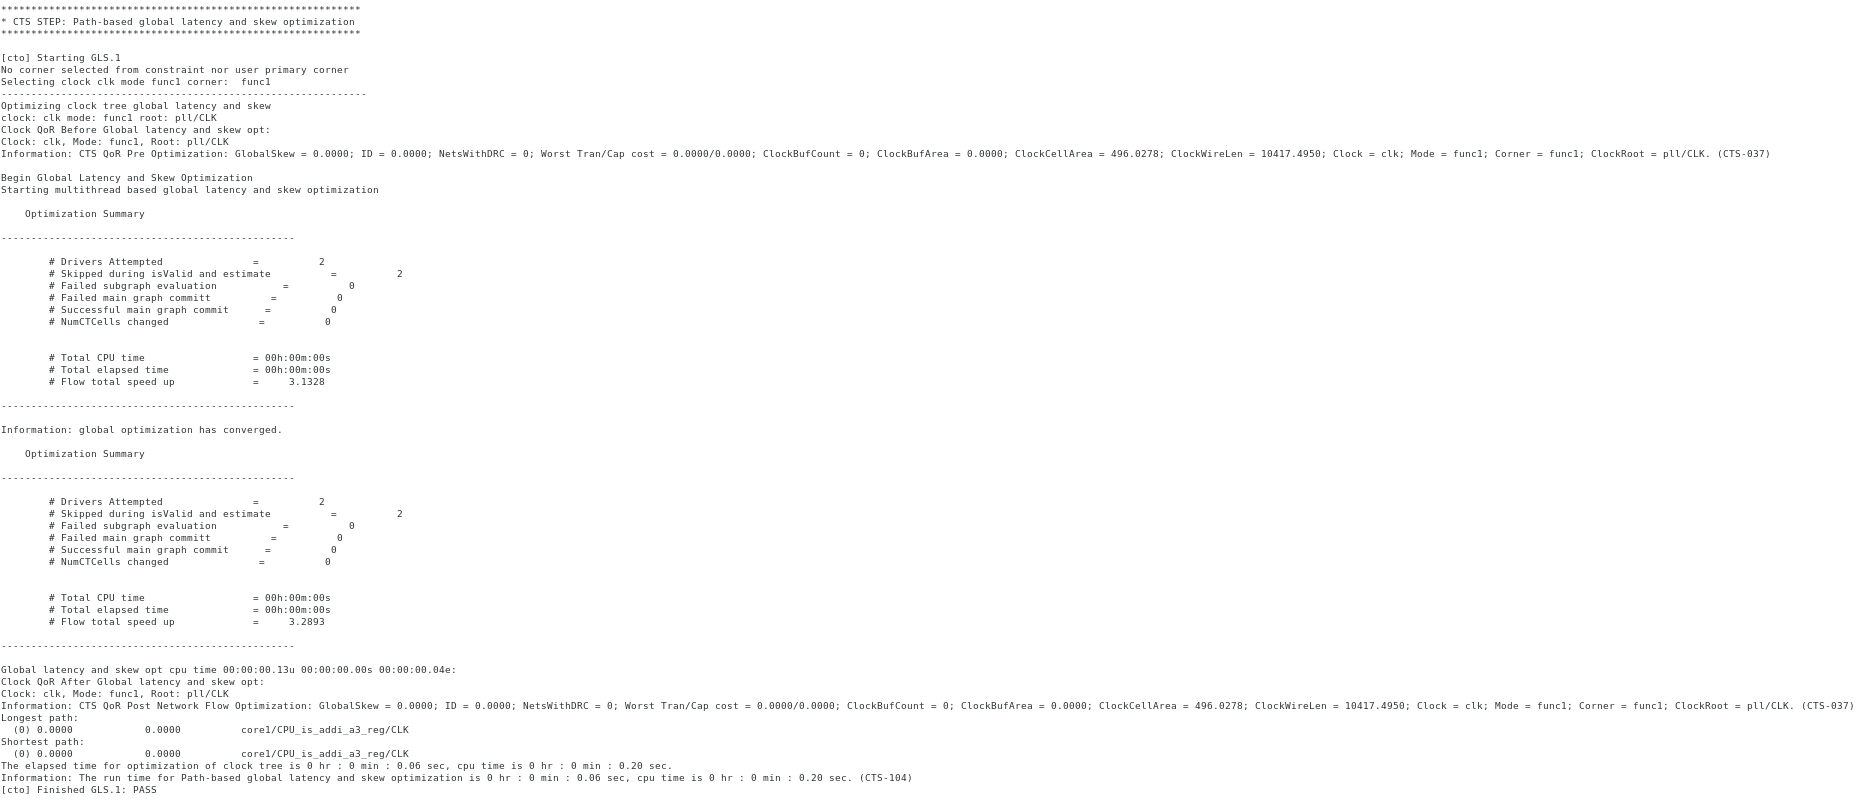 ************************************************************
* CTS STEP: Path-based global latency and skew optimization
************************************************************
[cto] Starting GLS.1
No corner selected from constraint nor user primary corner
Selecting clock clk mode func1 corner:  func1
-------------------------------------------------------------
Optimizing clock tree global latency and skew
clock: clk mode: func1 root: pll/CLK
Clock QoR Before Global latency and skew opt:
Clock: clk, Mode: func1, Root: pll/CLK
Information: CTS QoR Pre Optimization: GlobalSkew = 0.0000; ID = 0.0000; NetsWithDRC = 0; Worst Tran/Cap cost = 0.0000/0.0000; ClockBufCount = 0; ClockBufArea = 0.0000; ClockCellArea = 496.0278; ClockWireLen = 10417.4950; Clock = clk; Mode = func1; Corner = func1; ClockRoot = pll/CLK. (CTS-037)
Begin Global Latency and Skew Optimization
Starting multithread based global latency and skew optimization
    Optimization Summary
-------------------------------------------------
        # Drivers Attempted               =          2
        # Skipped during isValid and estimate          =          2
        # Failed subgraph evaluation           =          0
        # Failed main graph committ          =          0
        # Successful main graph commit      =          0
        # NumCTCells changed               =          0
        # Total CPU time                  = 00h:00m:00s
        # Total elapsed time              = 00h:00m:00s
        # Flow total speed up             =     3.1328
-------------------------------------------------
Information: global optimization has converged.
    Optimization Summary
-------------------------------------------------
        # Drivers Attempted               =          2
        # Skipped during isValid and estimate          =          2
        # Failed subgraph evaluation           =          0
        # Failed main graph committ          =          0
        # Successful main graph commit      =          0
        # NumCTCells changed               =          0
        # Total CPU time                  = 00h:00m:00s
        # Total elapsed time              = 00h:00m:00s
        # Flow total speed up             =     3.2893
-------------------------------------------------
Global latency and skew opt cpu time 00:00:00.13u 00:00:00.00s 00:00:00.04e:
Clock QoR After Global latency and skew opt:
Clock: clk, Mode: func1, Root: pll/CLK
Information: CTS QoR Post Network Flow Optimization: GlobalSkew = 0.0000; ID = 0.0000; NetsWithDRC = 0; Worst Tran/Cap cost = 0.0000/0.0000; ClockBufCount = 0; ClockBufArea = 0.0000; ClockCellArea = 496.0278; ClockWireLen = 10417.4950; Clock = clk; Mode = func1; Corner = func1; ClockRoot = pll/CLK. (CTS-037)
Longest path:
  (0) 0.0000            0.0000          core1/CPU_is_addi_a3_reg/CLK
Shortest path:
  (0) 0.0000            0.0000          core1/CPU_is_addi_a3_reg/CLK
The elapsed time for optimization of clock tree is 0 hr : 0 min : 0.06 sec, cpu time is 0 hr : 0 min : 0.20 sec.
Information: The run time for Path-based global latency and skew optimization is 0 hr : 0 min : 0.06 sec, cpu time is 0 hr : 0 min : 0.20 sec. (CTS-104)
[cto] Finished GLS.1: PASS